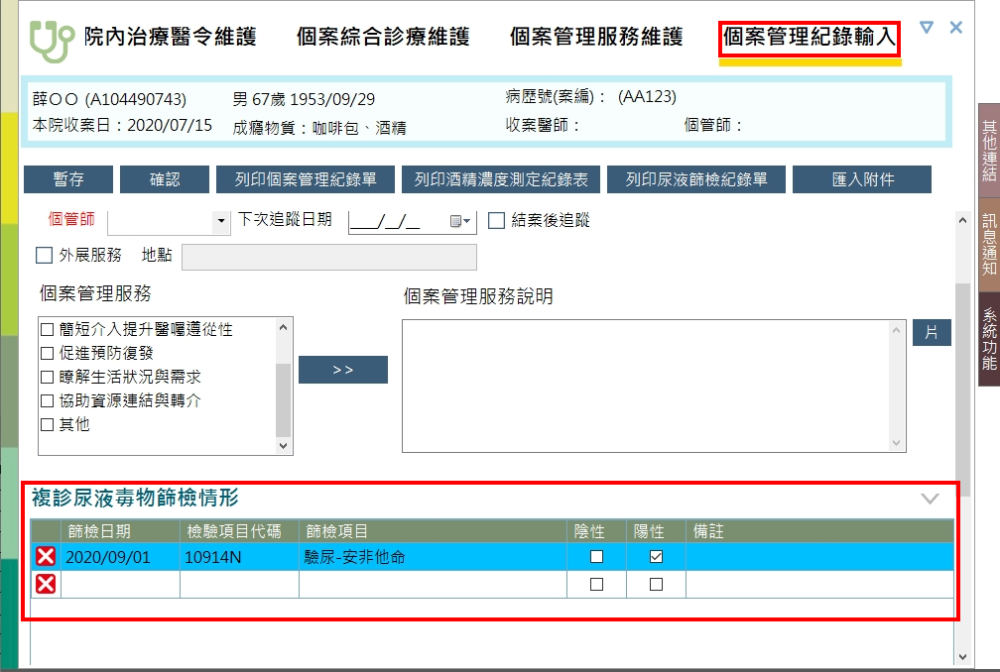 院內治療醫令維護 個案綜合診療維護 個案管理服務維護 個案管理紀錄輸入
薛○○ (A104490743) 男 67歲 1953/09/29 病歷號(案編)： (AA123)
本院收案日：2020/07/15 成癮物質：咖啡包、酒精 收案醫師： 個管師：
暫存 確認 列印個案管理紀錄單 列印酒精濃度測定紀錄表 列印尿液篩檢紀錄單 匯入附件
個管師 下次追蹤日期 ___/__/__ 結案後追蹤
外展服務 地點
個案管理服務 個案管理服務說明
簡短介入提升醫囑遵從性
促進預防復發
瞭解生活狀況與需求
協助資源連結與轉介
其他
>>
片
複診尿液毒物篩檢情形
篩檢日期 檢驗項目代碼 篩檢項目 陰性 陽性 備註
2020/09/01 10914N 驗尿-安非他命
其他連結
訊息通知
系統功能